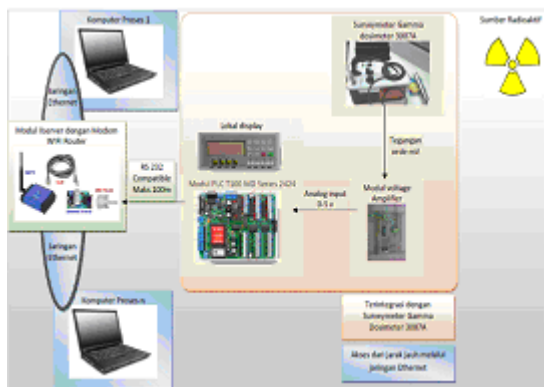 Komputer Proses 1
Surveymeter Gamma
dosimeter 3007A
Sumber Radioaktif
Jaringan
Ethernet
Lokal display
Modul Iserver dengan Modem
WiFi Router
RS 232
Compatible
Maks 100m
Tegangan
orde mV
Modul PLC T100 MD Series 2424
Analog input
0-5 v
Modul voltage
Amplifier
Jaringan
Ethernet
Komputer Proses n
Terintegrasi dengan
Surveymeter Gamma
Dosimeter 3007A
Akses dari jarak jauh melalui
jaringan Ethernet